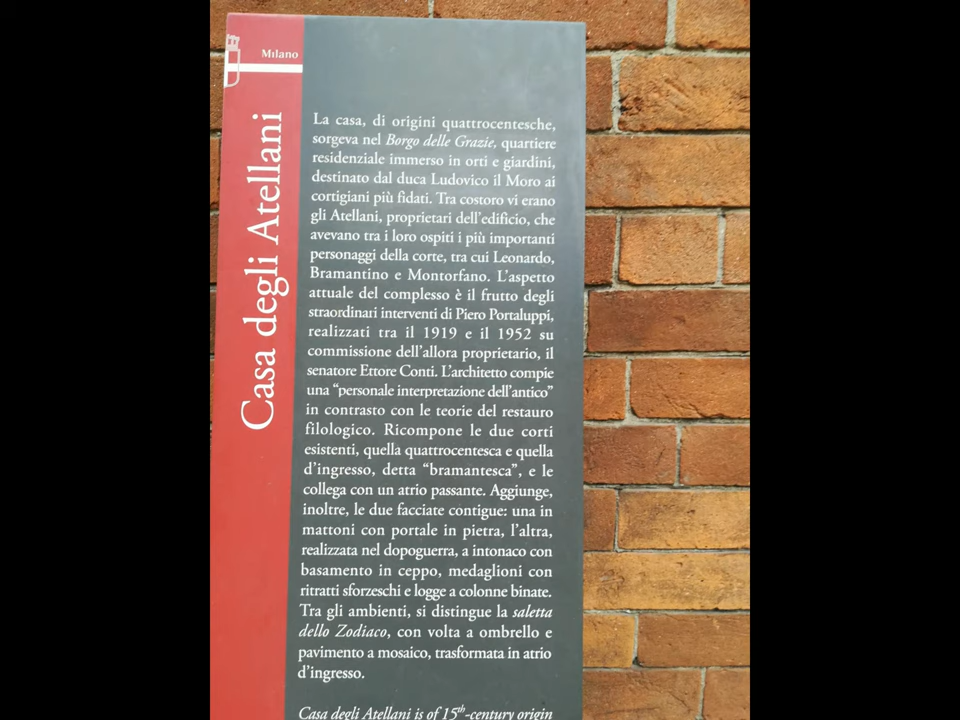 Milano
Casa degli Atellani
La casa, di origini quattrocentesche,
sorgeva nel Borgo delle Grazie, quartiere
residenziale immerso in orti e giardini,
destinato dal duca Ludovico il Moro ai
cortigiani più fidati. Tra costoro vi erano
gli Atellani, proprietari dell'edificio, che
avevano tra i loro ospiti i più importanti
personaggi della corte, tra cui Leonardo,
Bramantino e Montorfano. L'aspetto
attuale del complesso è il frutto degli
straordinari interventi di Piero Portaluppi,
realizzati tra il 1919 e il 1952 su
commissione dell'allora proprietario, il
senatore Ettore Conti. L'architetto compie
una "personale interpretazione dell'antico"
in contrasto con le teorie del restauro
filologico. Ricompone le due corti
esistenti, quella quattrocentesca e quella
d'ingresso, detta "bramantesca", e le
collega con un atrio passante. Aggiunge,
inoltre, le due facciate contigue: una in
mattoni con portale in pietra, l'altra,
realizzata nel dopoguerra, a intonaco con
basamento in ceppo, medaglioni con
ritratti sforzeschi e logge a colonne binate.
Tra gli ambienti, si distingue la saletta
dello Zodiaco, con volta a ombrello e
pavimento a mosaico, trasformata in atrio
d'ingresso.
Casa degli Atellani is of 15th-century origin